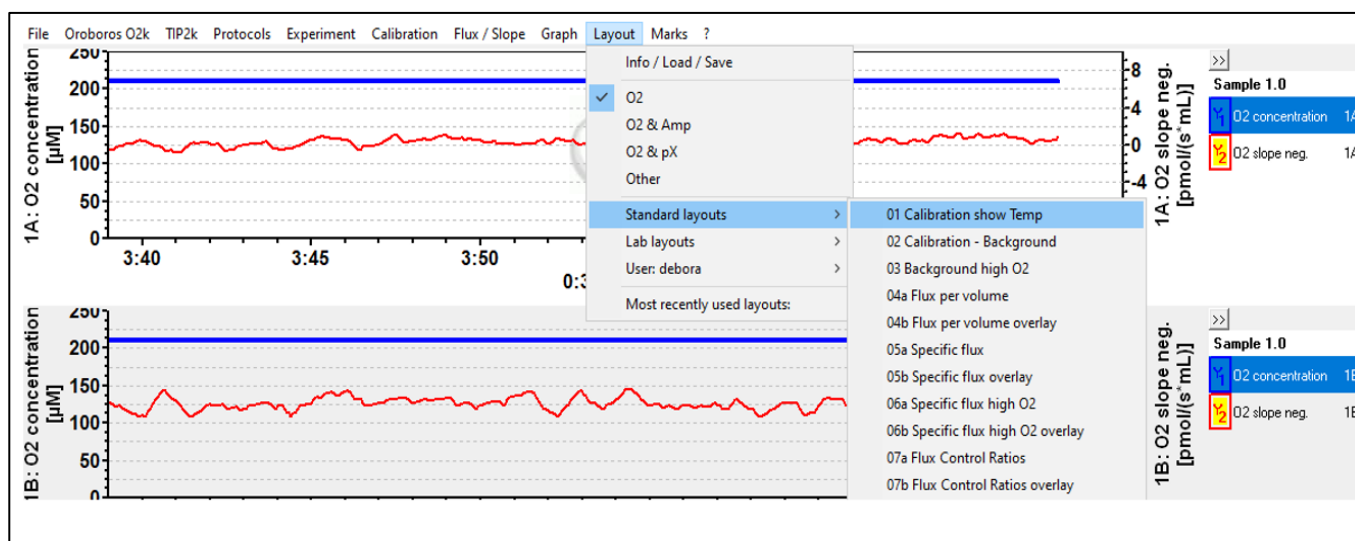 File Oroboros O2k TIP2k Protocols Experiment Calibration Flux / Slope Graph Layout Marks ?
1A: O2 concentration
[µM]
250
200
150
100
50
0
3:40 3:45 3:50
Info / Load / Save
O2
O2 & Amp
O2 & pX
Other
Standard layouts >
Lab layouts >
User: debora >
Most recently used layouts:
01 Calibration show Temp
02 Calibration - Background
03 Background high O2
04a Flux per volume
04b Flux per volume overlay
05a Specific flux
05b Specific flux overlay
06a Specific flux high O2
06b Specific flux high O2 overlay
07a Flux Control Ratios
07b Flux Control Ratios overlay
8
4
0
-4
1A: O2 slope neg.
[pmol/(s*mL)]
>>
Sample 1.0
Y1 O2 concentration 1A
Y2 O2 slope neg. 1A
1B: O2 concentration
[µM]
250
200
150
100
50
0
1B: O2 slope neg.
[pmol/(s*mL)]
>>
Sample 1.0
Y1 O2 concentration 1B
Y2 O2 slope neg.